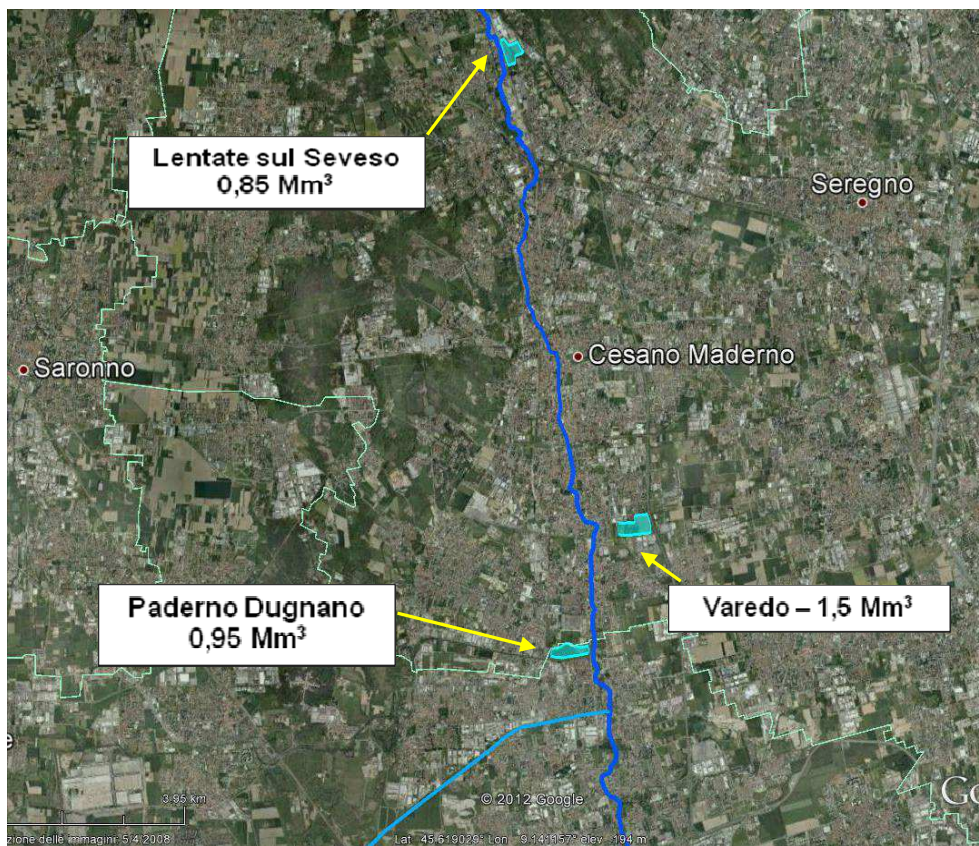 Lentate sul Seveso
0,85 Mm³
Seregno
Saronno
Cesano Maderno
Paderno Dugnano
0,95 Mm³
Varedo – 1,5 Mm³
3.95 km
© 2012 Google
Go
zione delle immagini: 5/4/2008
Lat 45.619029° Lon 9.141157° elev 194 m